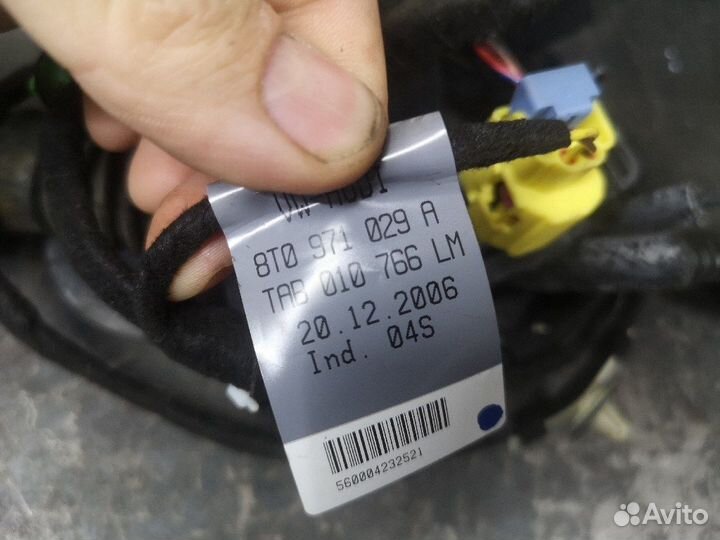 VW AUDI
8T0 971 029 A
TAB 010 766 LM
20.12.2006
Ind. 04S
560004232521
Avito